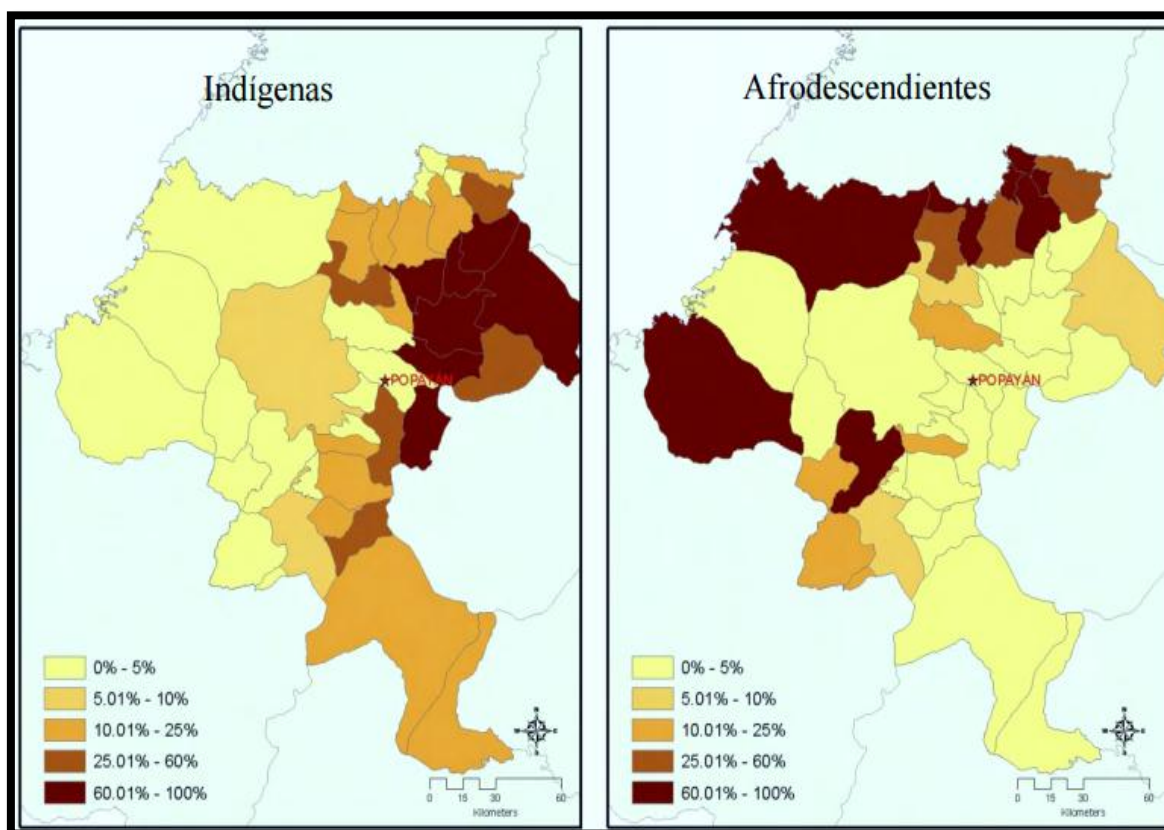 Indígenas
POPAYÁN
0% - 5%
5.01% - 10%
10.01% - 25%
25.01% - 60%
60.01% - 100%
N
W E
S
0 15 30 60
Kilometers
Afrodescendientes
POPAYÁN
0% - 5%
5.01% - 10%
10.01% - 25%
25.01% - 60%
60.01% - 100%
N
W E
S
0 15 30 60
Kilometers